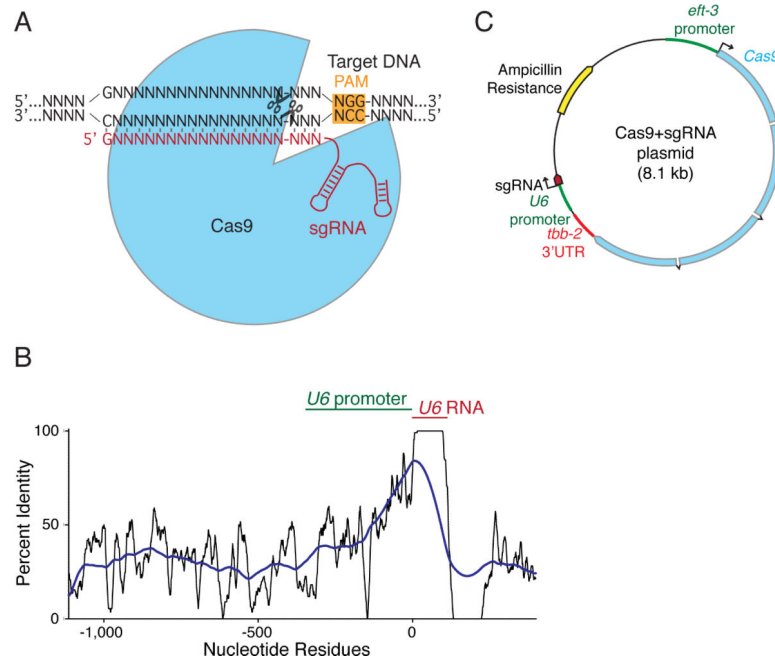 A
Target DNA
PAM
GNNNNNNNNNNNNNNNN-NNN
5'...NNNN NGG-NNNN...3'
3'...NNNN NCC-NNNN...5'
CNNNNNNNNNNNNNNNN-NNN
5' GNNNNNNNNNNNNNNNN-NNN
Cas9
sgRNA
C
eft-3
promoter
Cas9
Ampicillin
Resistance
Cas9+sgRNA
plasmid
(8.1 kb)
sgRNA
U6
promoter
tbb-2
3'UTR
B
U6 promoter
U6 RNA
100
50
0
Percent Identity
-1,000
-500
0
Nucleotide Residues